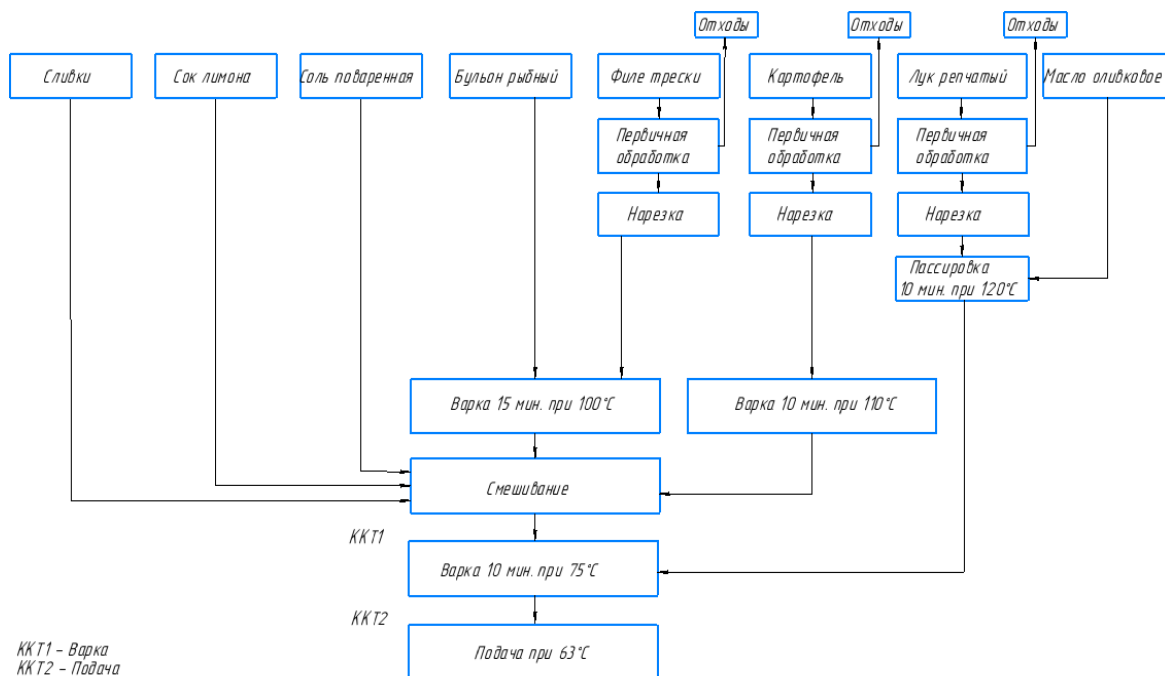 Отходы
Отходы
Отходы
Сливки
Сок лимона
Соль поваренная
Бульон рыбный
Филе трески
Картофель
Лук репчатый
Масло оливковое
Первичная
обработка
Первичная
обработка
Первичная
обработка
Нарезка
Нарезка
Нарезка
Пассировка
10 мин. при 120°С
Варка 15 мин. при 100°С
Варка 10 мин. при 110°С
Смешивание
ККТ1
Варка 10 мин. при 75°С
ККТ2
Подача при 63°С
ККТ1 - Варка
ККТ2 - Подача